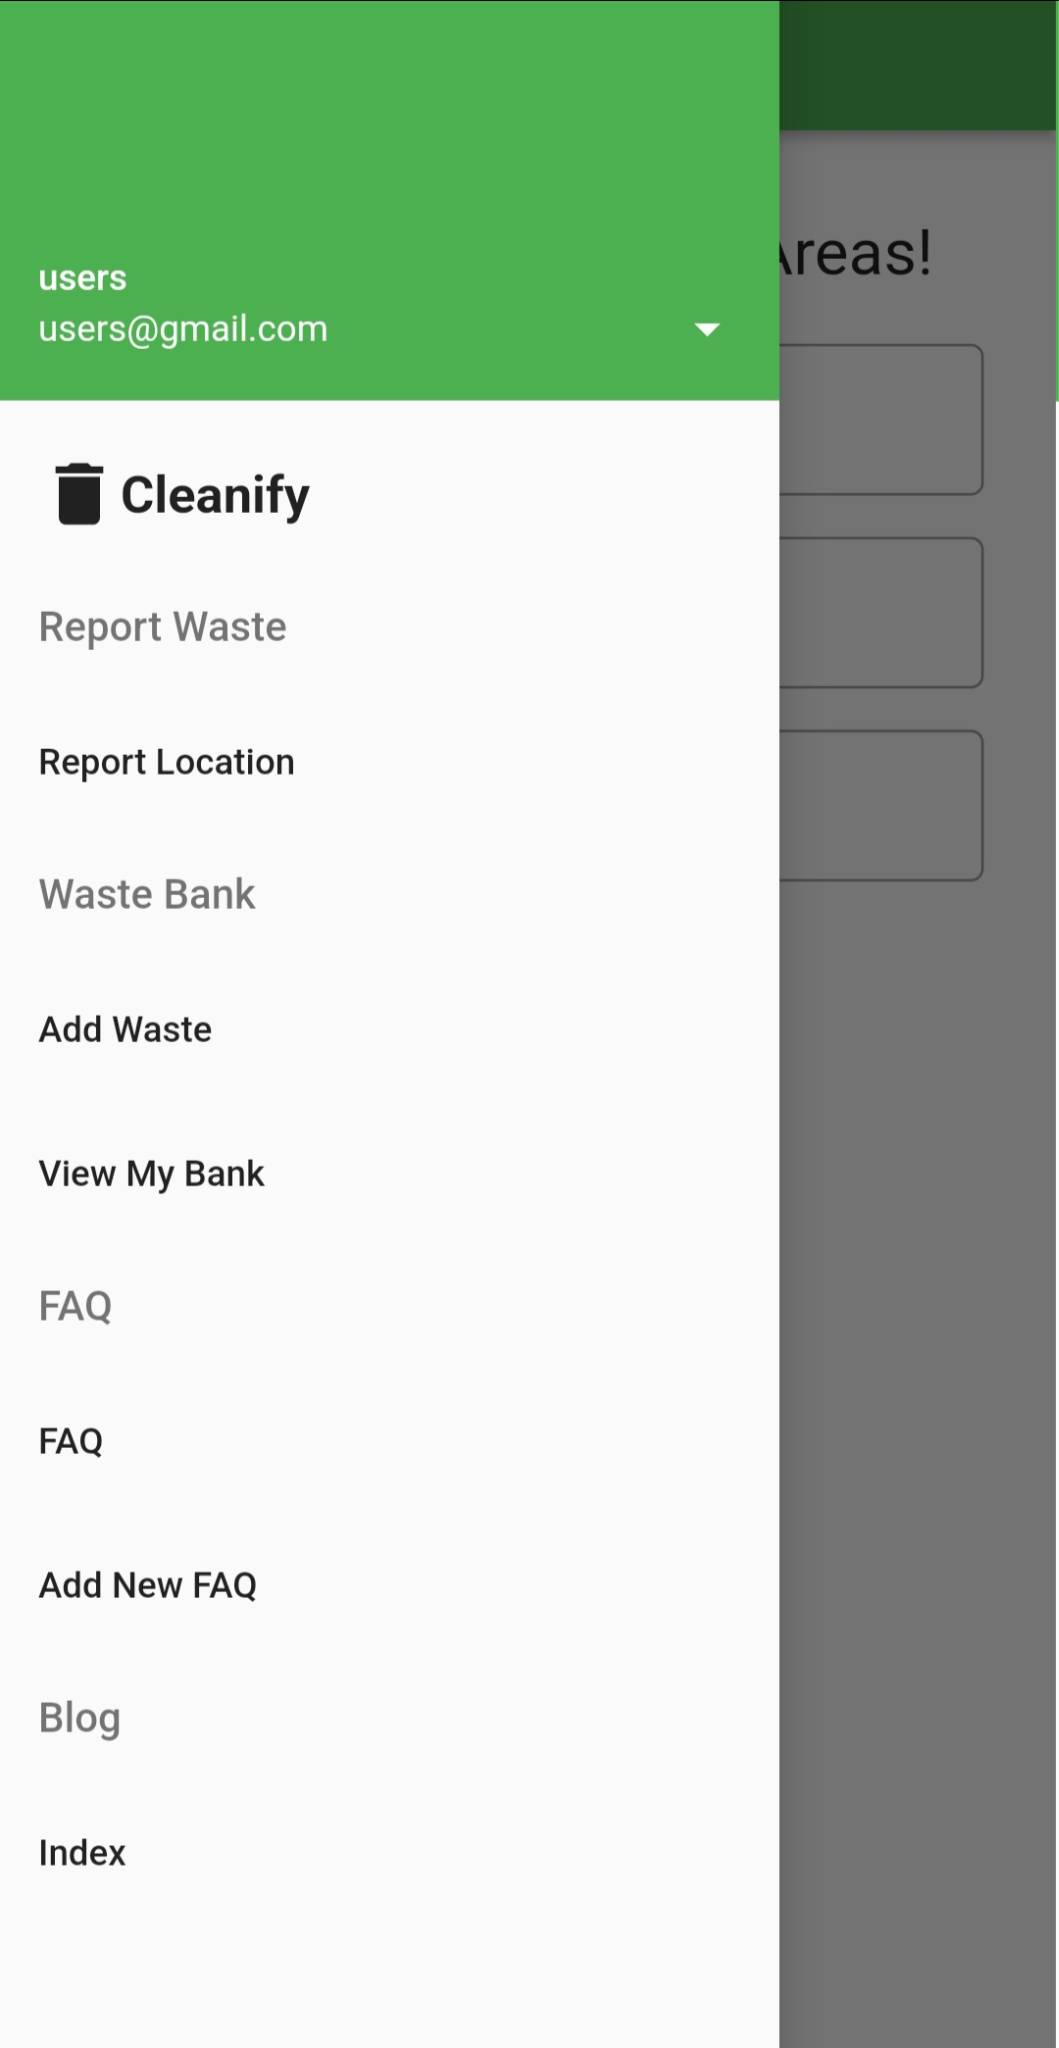 users
users@gmail.com
Areas!
Cleanify
Report Waste
Report Location
Waste Bank
Add Waste
View My Bank
FAQ
FAQ
Add New FAQ
Blog
Index